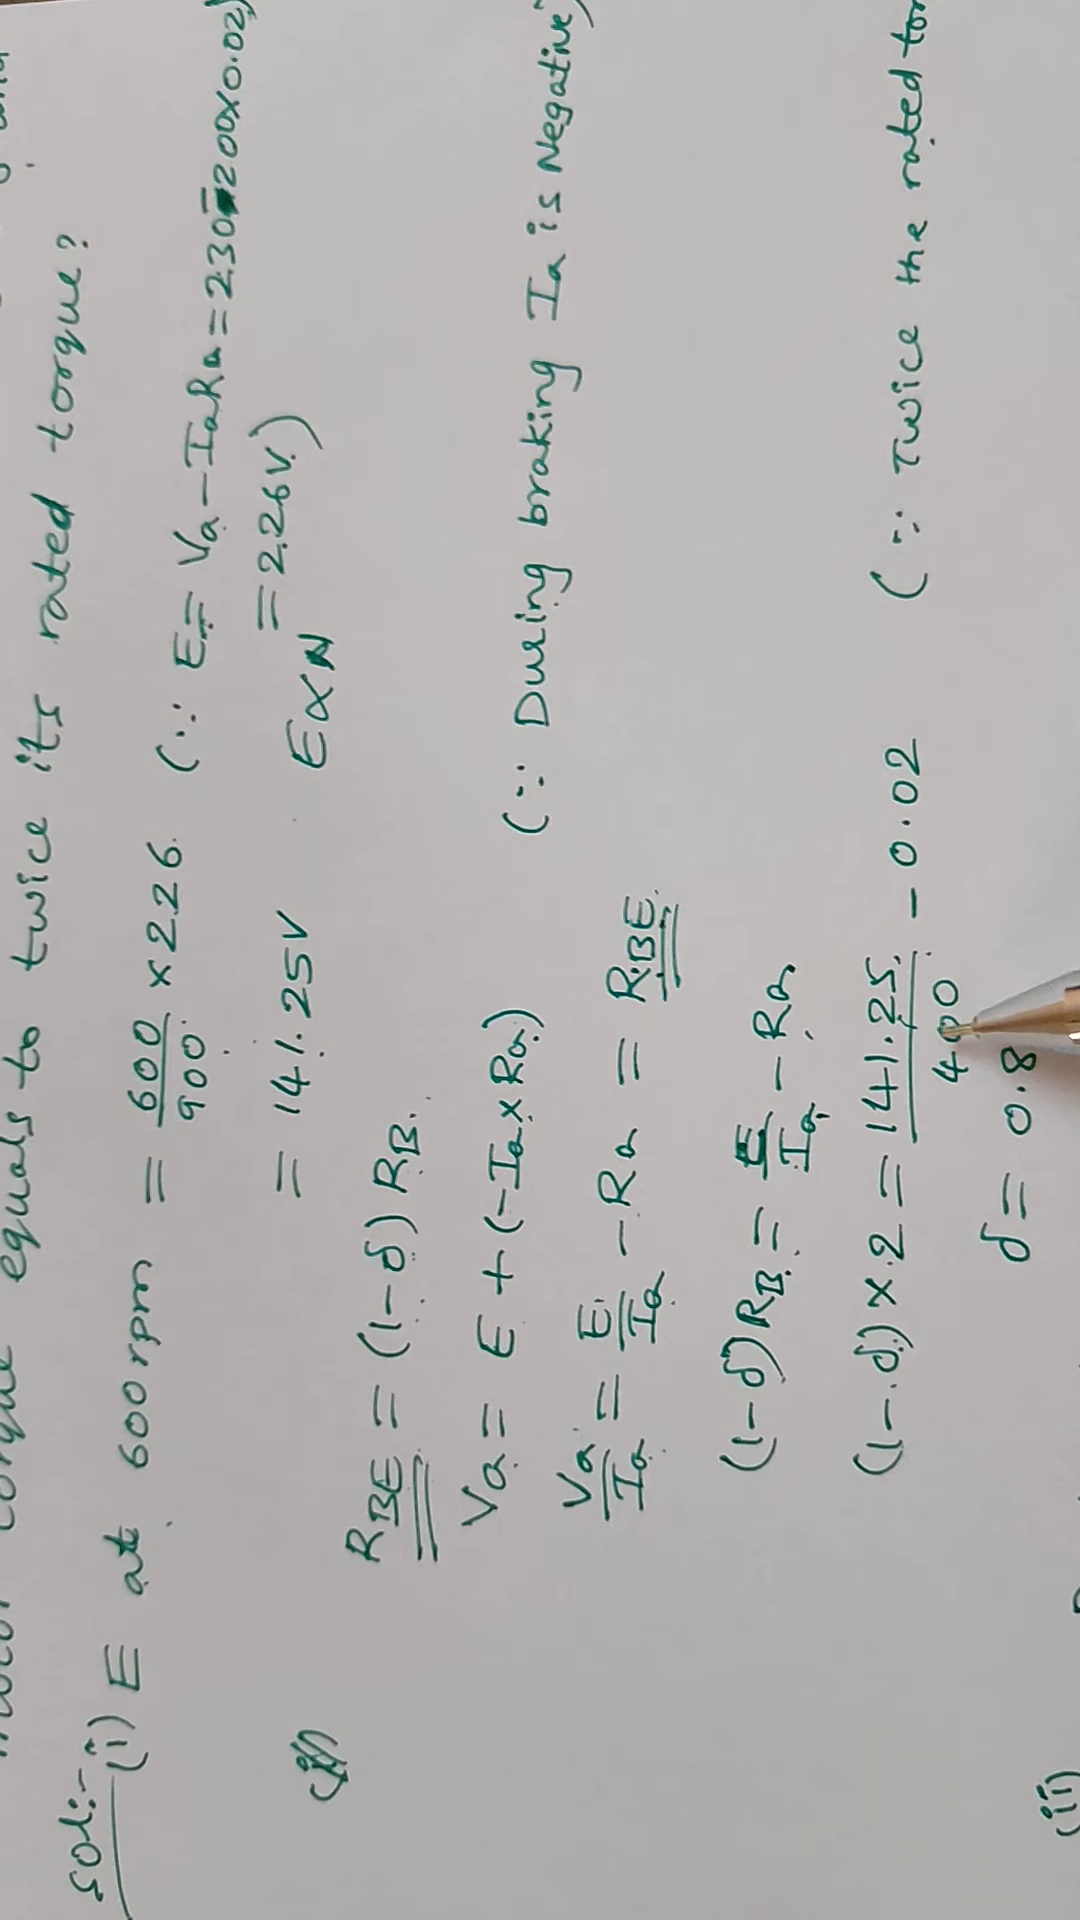 equals to twice its rated torque?
Sol:- (i) E at 600 rpm = 600/900 × 226 (∵ E = Va - IaRa = 230 - 200×0.02)
= 226V)
= 141.25V E ∝ N
RBE = (1-δ) RB.
Va = E + (-Ia × Ra) (∵ During braking Ia is Negative)
Va/Ia = E/Ia - Ra = RBE
(1-δ) RB = E/Ia - Ra
(1-δ) × 2 = 141.25/400 - 0.02 (∵ Twice the rated
δ = 0.8
(ii)